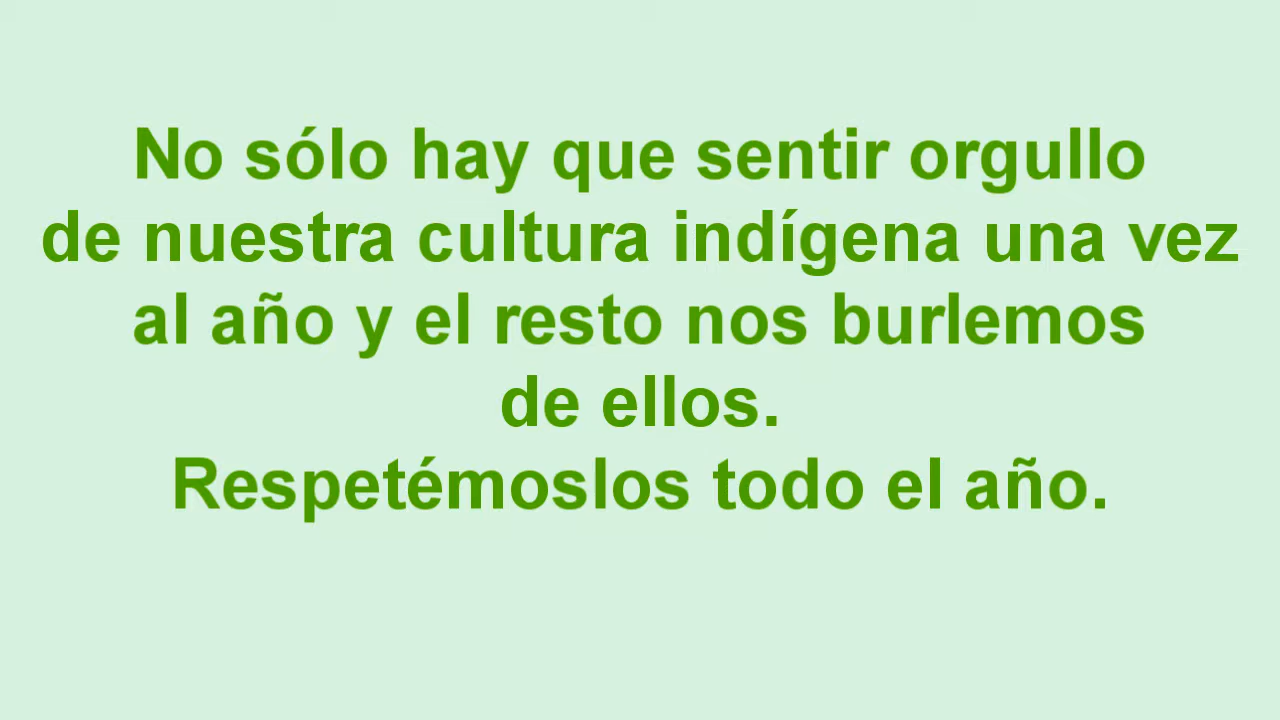 No sólo hay que sentir orgullo
de nuestra cultura indígena una vez
al año y el resto nos burlemos
de ellos.
Respetémoslos todo el año.